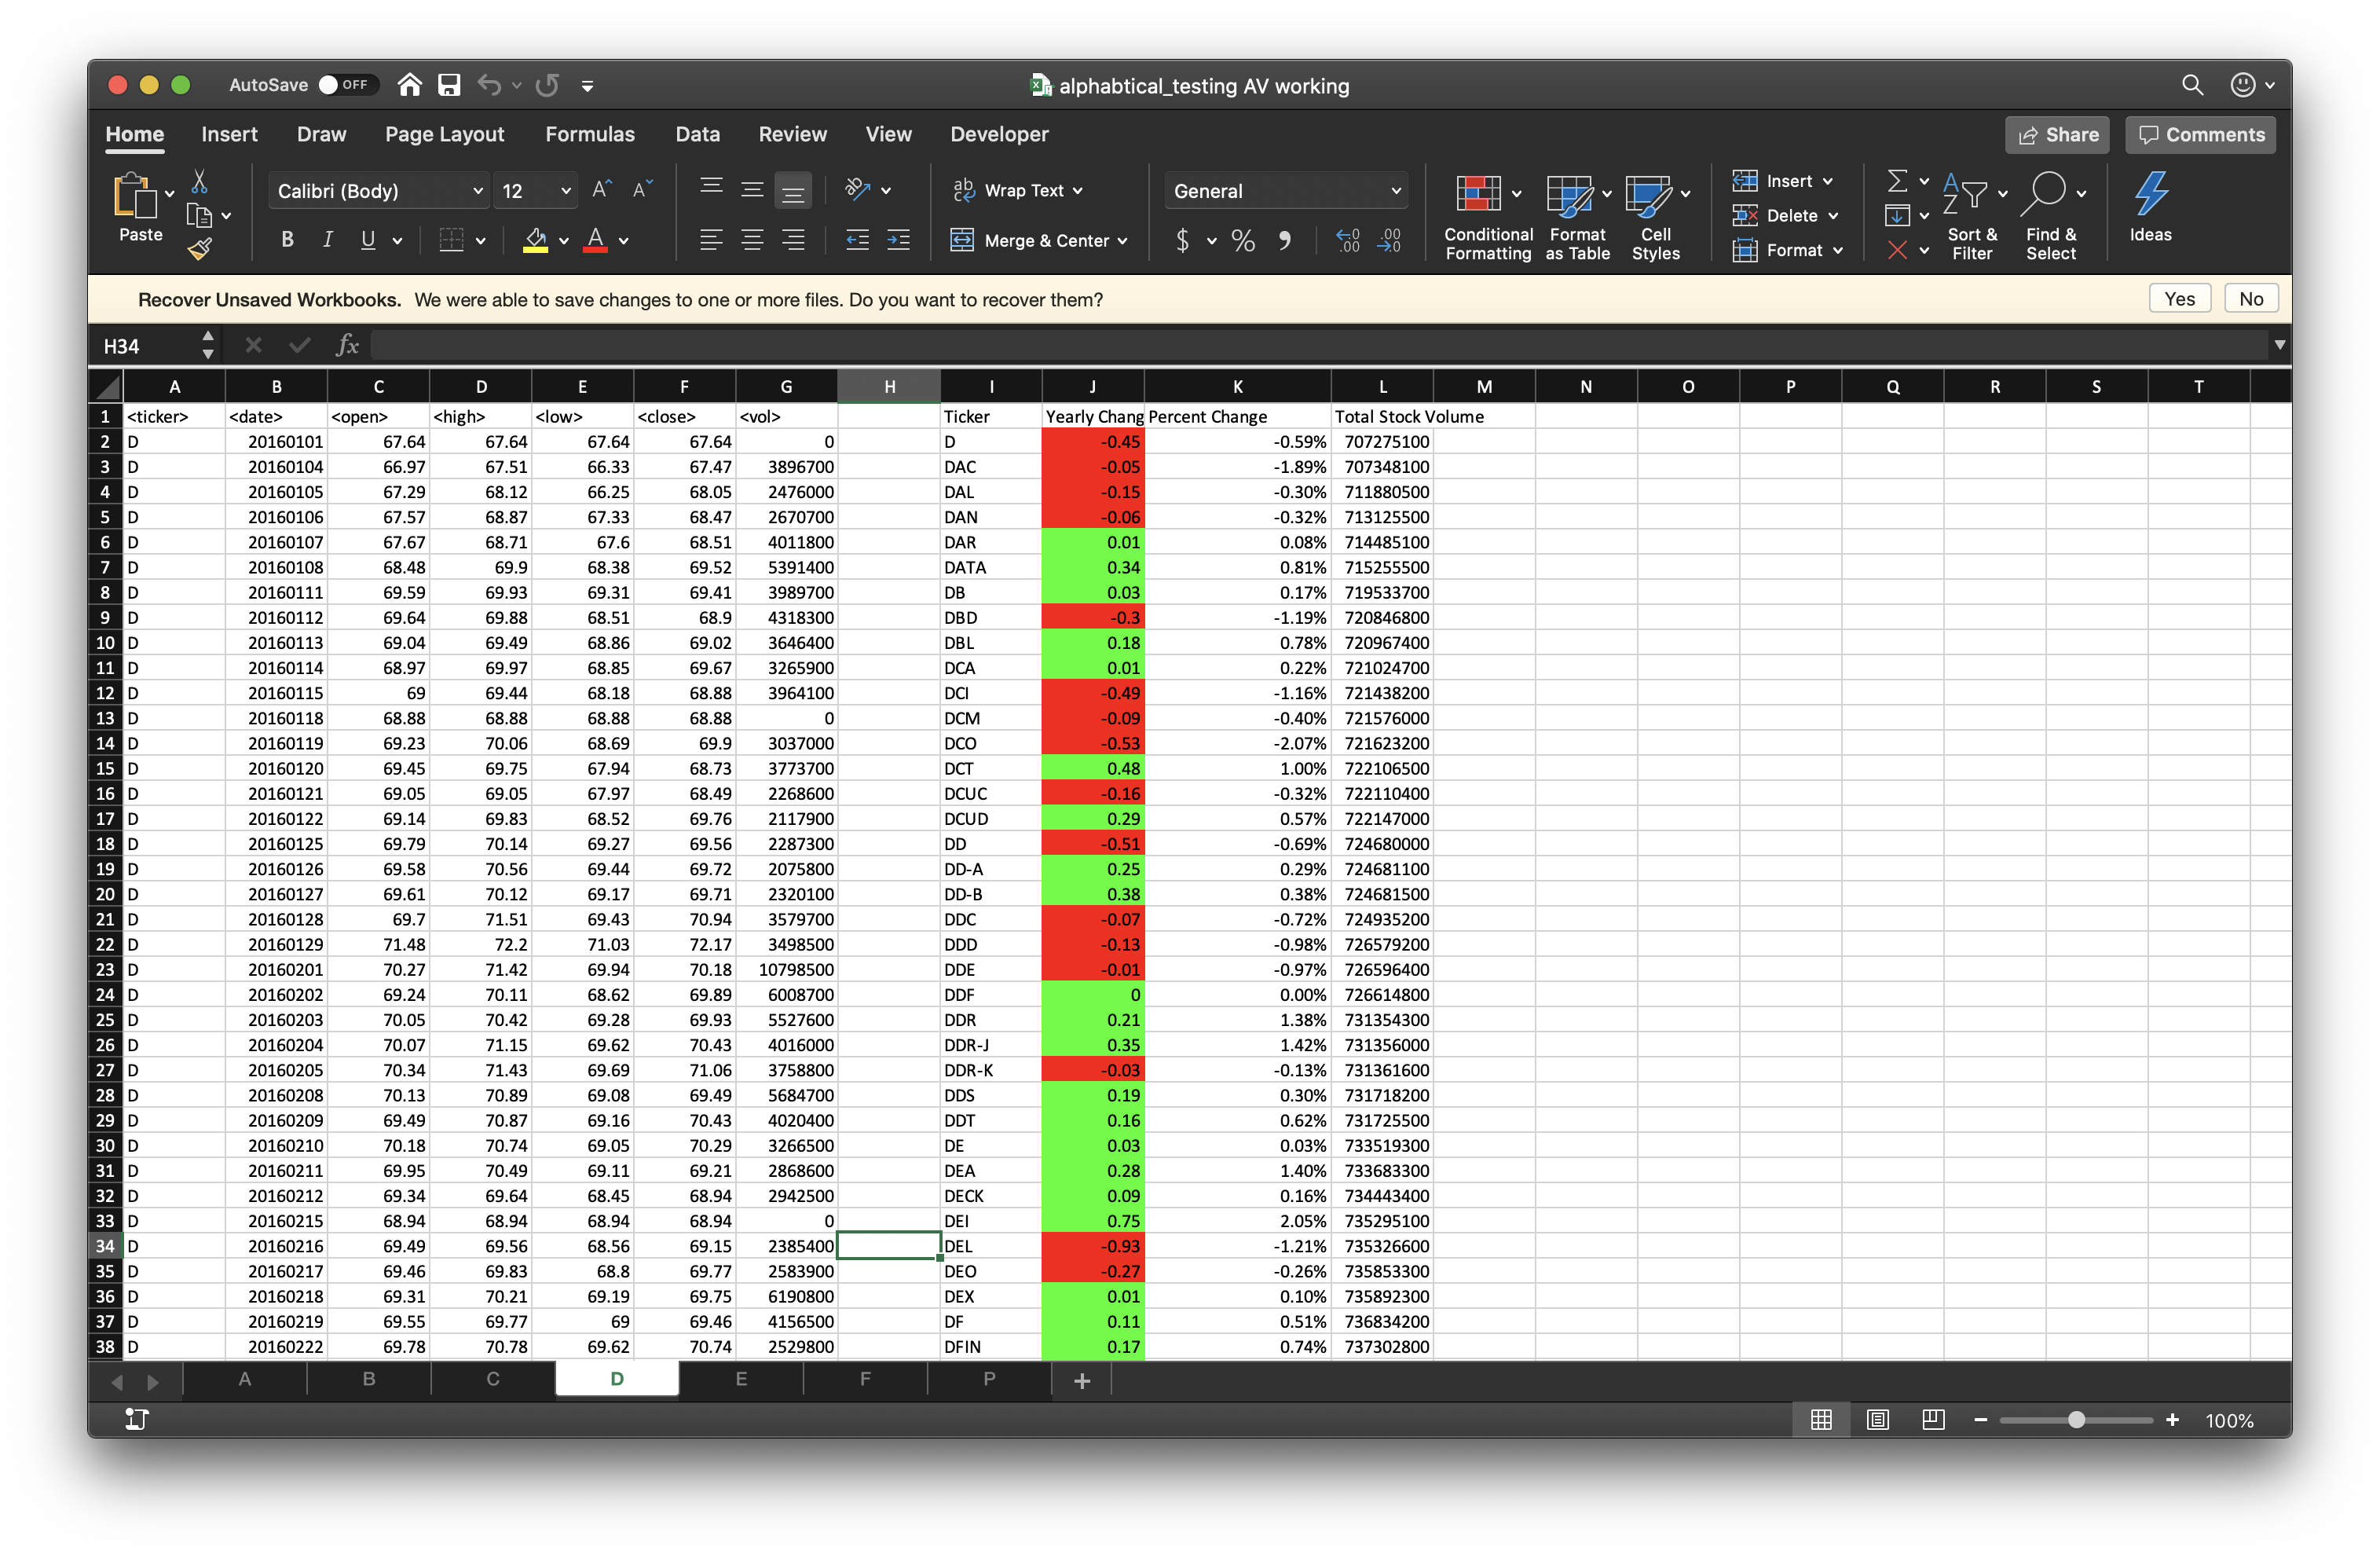 AutoSave OFF alphabtical_testing AV working
Home Insert Draw Page Layout Formulas Data Review View Developer Share Comments
Paste Calibri (Body) 12 Wrap Text General Insert
B I U Merge & Center $ % Conditional Formatting Format as Table Cell Styles Delete Format Sort & Filter Find & Select Ideas
Recover Unsaved Workbooks. We were able to save changes to one or more files. Do you want to recover them? Yes No
H34 fx
A B C D E F G H I J K L M N O P Q R S T
1 <ticker> <date> <open> <high> <low> <close> <vol> Ticker Yearly Chang Percent Change Total Stock Volume
2 D 20160101 67.64 67.64 67.64 67.64 0 D -0.45 -0.59% 707275100
3 D 20160104 66.97 67.51 66.33 67.47 3896700 DAC -0.05 -1.89% 707348100
4 D 20160105 67.29 68.12 66.25 68.05 2476000 DAL -0.15 -0.30% 711880500
5 D 20160106 67.57 68.87 67.33 68.47 2670700 DAN -0.06 -0.32% 713125500
6 D 20160107 67.67 68.71 67.6 68.51 4011800 DAR 0.01 0.08% 714485100
7 D 20160108 68.48 69.9 68.38 69.52 5391400 DATA 0.34 0.81% 715255500
8 D 20160111 69.59 69.93 69.31 69.41 3989700 DB 0.03 0.17% 719533700
9 D 20160112 69.64 69.88 68.51 68.9 4318300 DBD -0.3 -1.19% 720846800
10 D 20160113 69.04 69.49 68.86 69.02 3646400 DBL 0.18 0.78% 720967400
11 D 20160114 68.97 69.97 68.85 69.67 3265900 DCA 0.01 0.22% 721024700
12 D 20160115 69 69.44 68.18 68.88 3964100 DCI -0.49 -1.16% 721438200
13 D 20160118 68.88 68.88 68.88 68.88 0 DCM -0.09 -0.40% 721576000
14 D 20160119 69.23 70.06 68.69 69.9 3037000 DCO -0.53 -2.07% 721623200
15 D 20160120 69.45 69.75 67.94 68.73 3773700 DCT 0.48 1.00% 722106500
16 D 20160121 69.05 69.05 67.97 68.49 2268600 DCUC -0.16 -0.32% 722110400
17 D 20160122 69.14 69.83 68.52 69.76 2117900 DCUD 0.29 0.57% 722147000
18 D 20160125 69.79 70.14 69.27 69.56 2287300 DD -0.51 -0.69% 724680000
19 D 20160126 69.58 70.56 69.44 69.72 2075800 DD-A 0.25 0.29% 724681100
20 D 20160127 69.61 70.12 69.17 69.71 2320100 DD-B 0.38 0.38% 724681500
21 D 20160128 69.7 71.51 69.43 70.94 3579700 DDC -0.07 -0.72% 724935200
22 D 20160129 71.48 72.2 71.03 72.17 3498500 DDD -0.13 -0.98% 726579200
23 D 20160201 70.27 71.42 69.94 70.18 10798500 DDE -0.01 -0.97% 726596400
24 D 20160202 69.24 70.11 68.62 69.89 6008700 DDF 0 0.00% 726614800
25 D 20160203 70.05 70.42 69.28 69.93 5527600 DDR 0.21 1.38% 731354300
26 D 20160204 70.07 71.15 69.62 70.43 4016000 DDR-J 0.35 1.42% 731356000
27 D 20160205 70.34 71.43 69.69 71.06 3758800 DDR-K -0.03 -0.13% 731361600
28 D 20160208 70.13 70.89 69.08 69.49 5684700 DDS 0.19 0.30% 731718200
29 D 20160209 69.49 70.87 69.16 70.43 4020400 DDT 0.16 0.62% 731725500
30 D 20160210 70.18 70.74 69.05 70.29 3266500 DE 0.03 0.03% 733519300
31 D 20160211 69.95 70.49 69.11 69.21 2868600 DEA 0.28 1.40% 733683300
32 D 20160212 69.34 69.64 68.45 68.94 2942500 DECK 0.09 0.16% 734443400
33 D 20160215 68.94 68.94 68.94 68.94 0 DEI 0.75 2.05% 735295100
34 D 20160216 69.49 69.56 68.56 69.15 2385400 DEL -0.93 -1.21% 735326600
35 D 20160217 69.46 69.83 68.8 69.77 2583900 DEO -0.27 -0.26% 735853300
36 D 20160218 69.31 70.21 69.19 69.75 6190800 DEX 0.01 0.10% 735892300
37 D 20160219 69.55 69.77 69 69.46 4156500 DF 0.11 0.51% 736834200
38 D 20160222 69.78 70.78 69.62 70.74 2529800 DFIN 0.17 0.74% 737302800
A B C D E F P +
100%